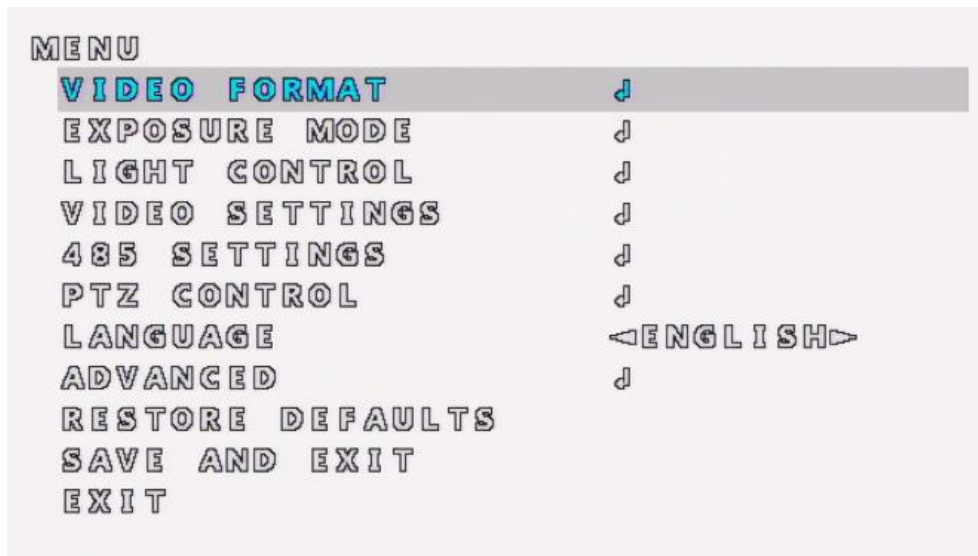 MENU
VIDEO FORMAT ↲
EXPOSURE MODE ↲
LIGHT CONTROL ↲
VIDEO SETTINGS ↲
485 SETTINGS ↲
PTZ CONTROL ↲
LANGUAGE ◅ENGLISH▻
ADVANCED ↲
RESTORE DEFAULTS
SAVE AND EXIT
EXIT